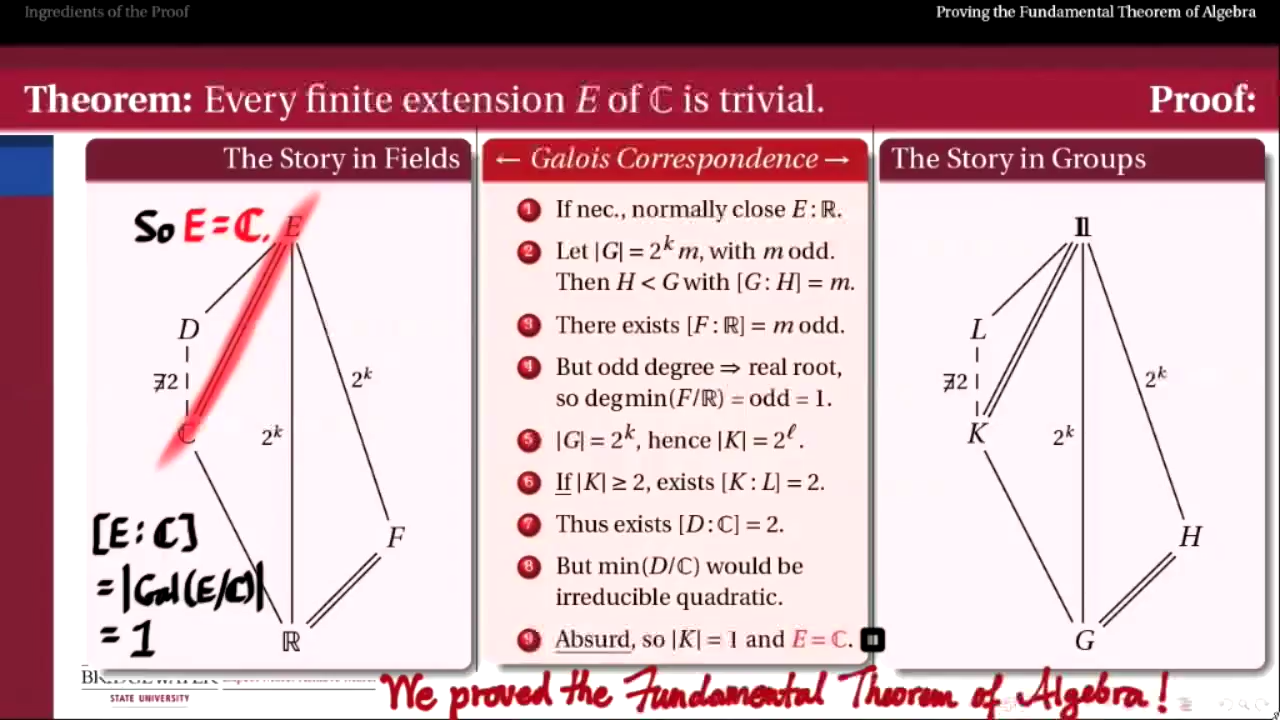 Ingredients of the Proof
Proving the Fundamental Theorem of Algebra
Theorem: Every finite extension E of ℂ is trivial.
Proof:
The Story in Fields
So E = ℂ.
E
D
∄2
ℂ
2^k
2^k
F
[E:ℂ]
= |Gal(E/ℂ)|
= 1
ℝ
← Galois Correspondence →
1 If nec., normally close E:ℝ.
2 Let |G| = 2^k m, with m odd.
Then H < G with [G:H] = m.
3 There exists [F:ℝ] = m odd.
4 But odd degree ⇒ real root,
so deg min(F/ℝ) = odd = 1.
5 |G| = 2^k, hence |K| = 2^ℓ.
6 If |K| ≥ 2, exists [K:L] = 2.
7 Thus exists [D:ℂ] = 2.
8 But min(D/ℂ) would be
irreducible quadratic.
9 Absurd, so |K| = 1 and E = ℂ.
The Story in Groups
𝟙
L
∄2
K
2^k
2^k
H
G
BRIDGEWATER
STATE UNIVERSITY
We proved the Fundamental Theorem of Algebra!